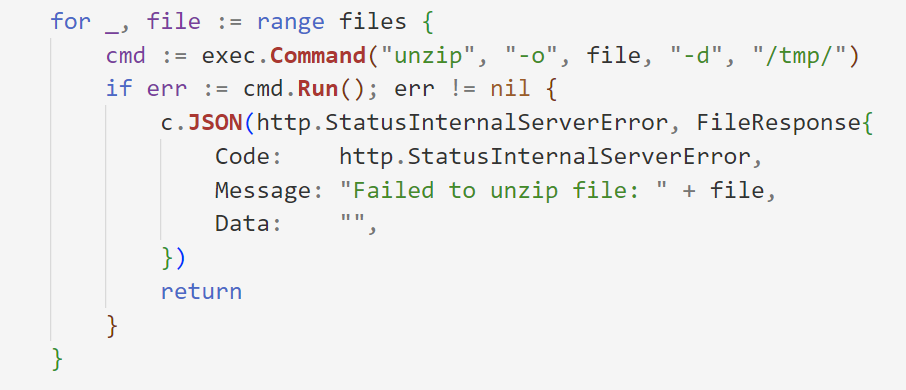 for _, file := range files {
    cmd := exec.Command("unzip", "-o", file, "-d", "/tmp/")
    if err := cmd.Run(); err != nil {
        c.JSON(http.StatusInternalServerError, FileResponse{
            Code:    http.StatusInternalServerError,
            Message: "Failed to unzip file: " + file,
            Data:    "",
        })
        return
    }
}